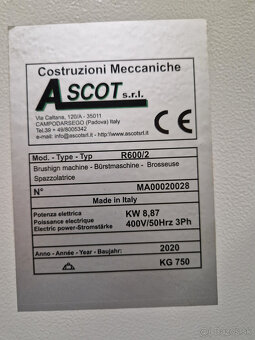 Costruzioni Meccaniche
ASCOT s.r.l.
Via Caltana, 120/A - 35011
CAMPODARSEGO (Padova) Italy
Tel.39 + 49/8005342
e-mail: info@ascotsrl.it - http://www.ascotsrl.it
CE
Mod. - Type - Typ R600/2
Brushign machine - Bürstmaschine - Brosseuse
Spazzolatrice
N° MA00020028
Made in Italy
Potenza elettrica KW 8,87
Puissance electrique 400V/50Hrz 3Ph
Electric power-Stromstärke
Anno - Année - Year - Baujahr: 2020
KG 750